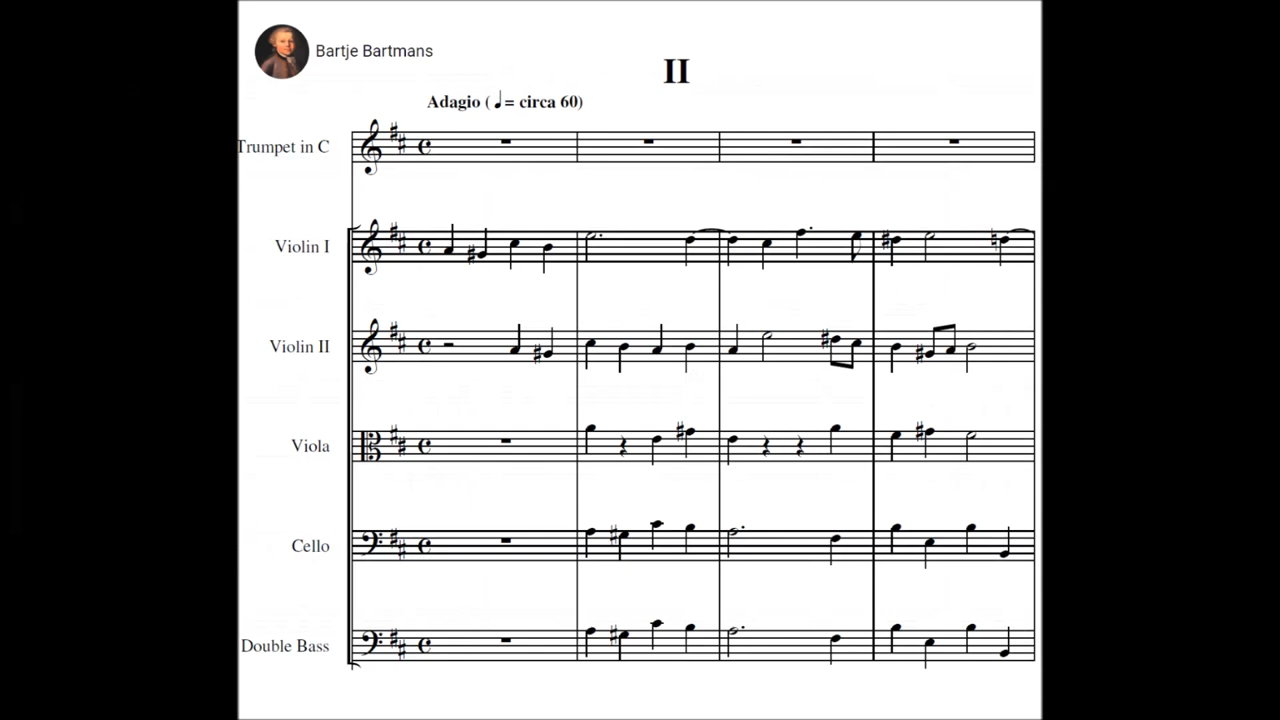 Bartje Bartmans
II
Adagio ( ♩= circa 60)
Trumpet in C
Violin I
Violin II
Viola
Cello
Double Bass